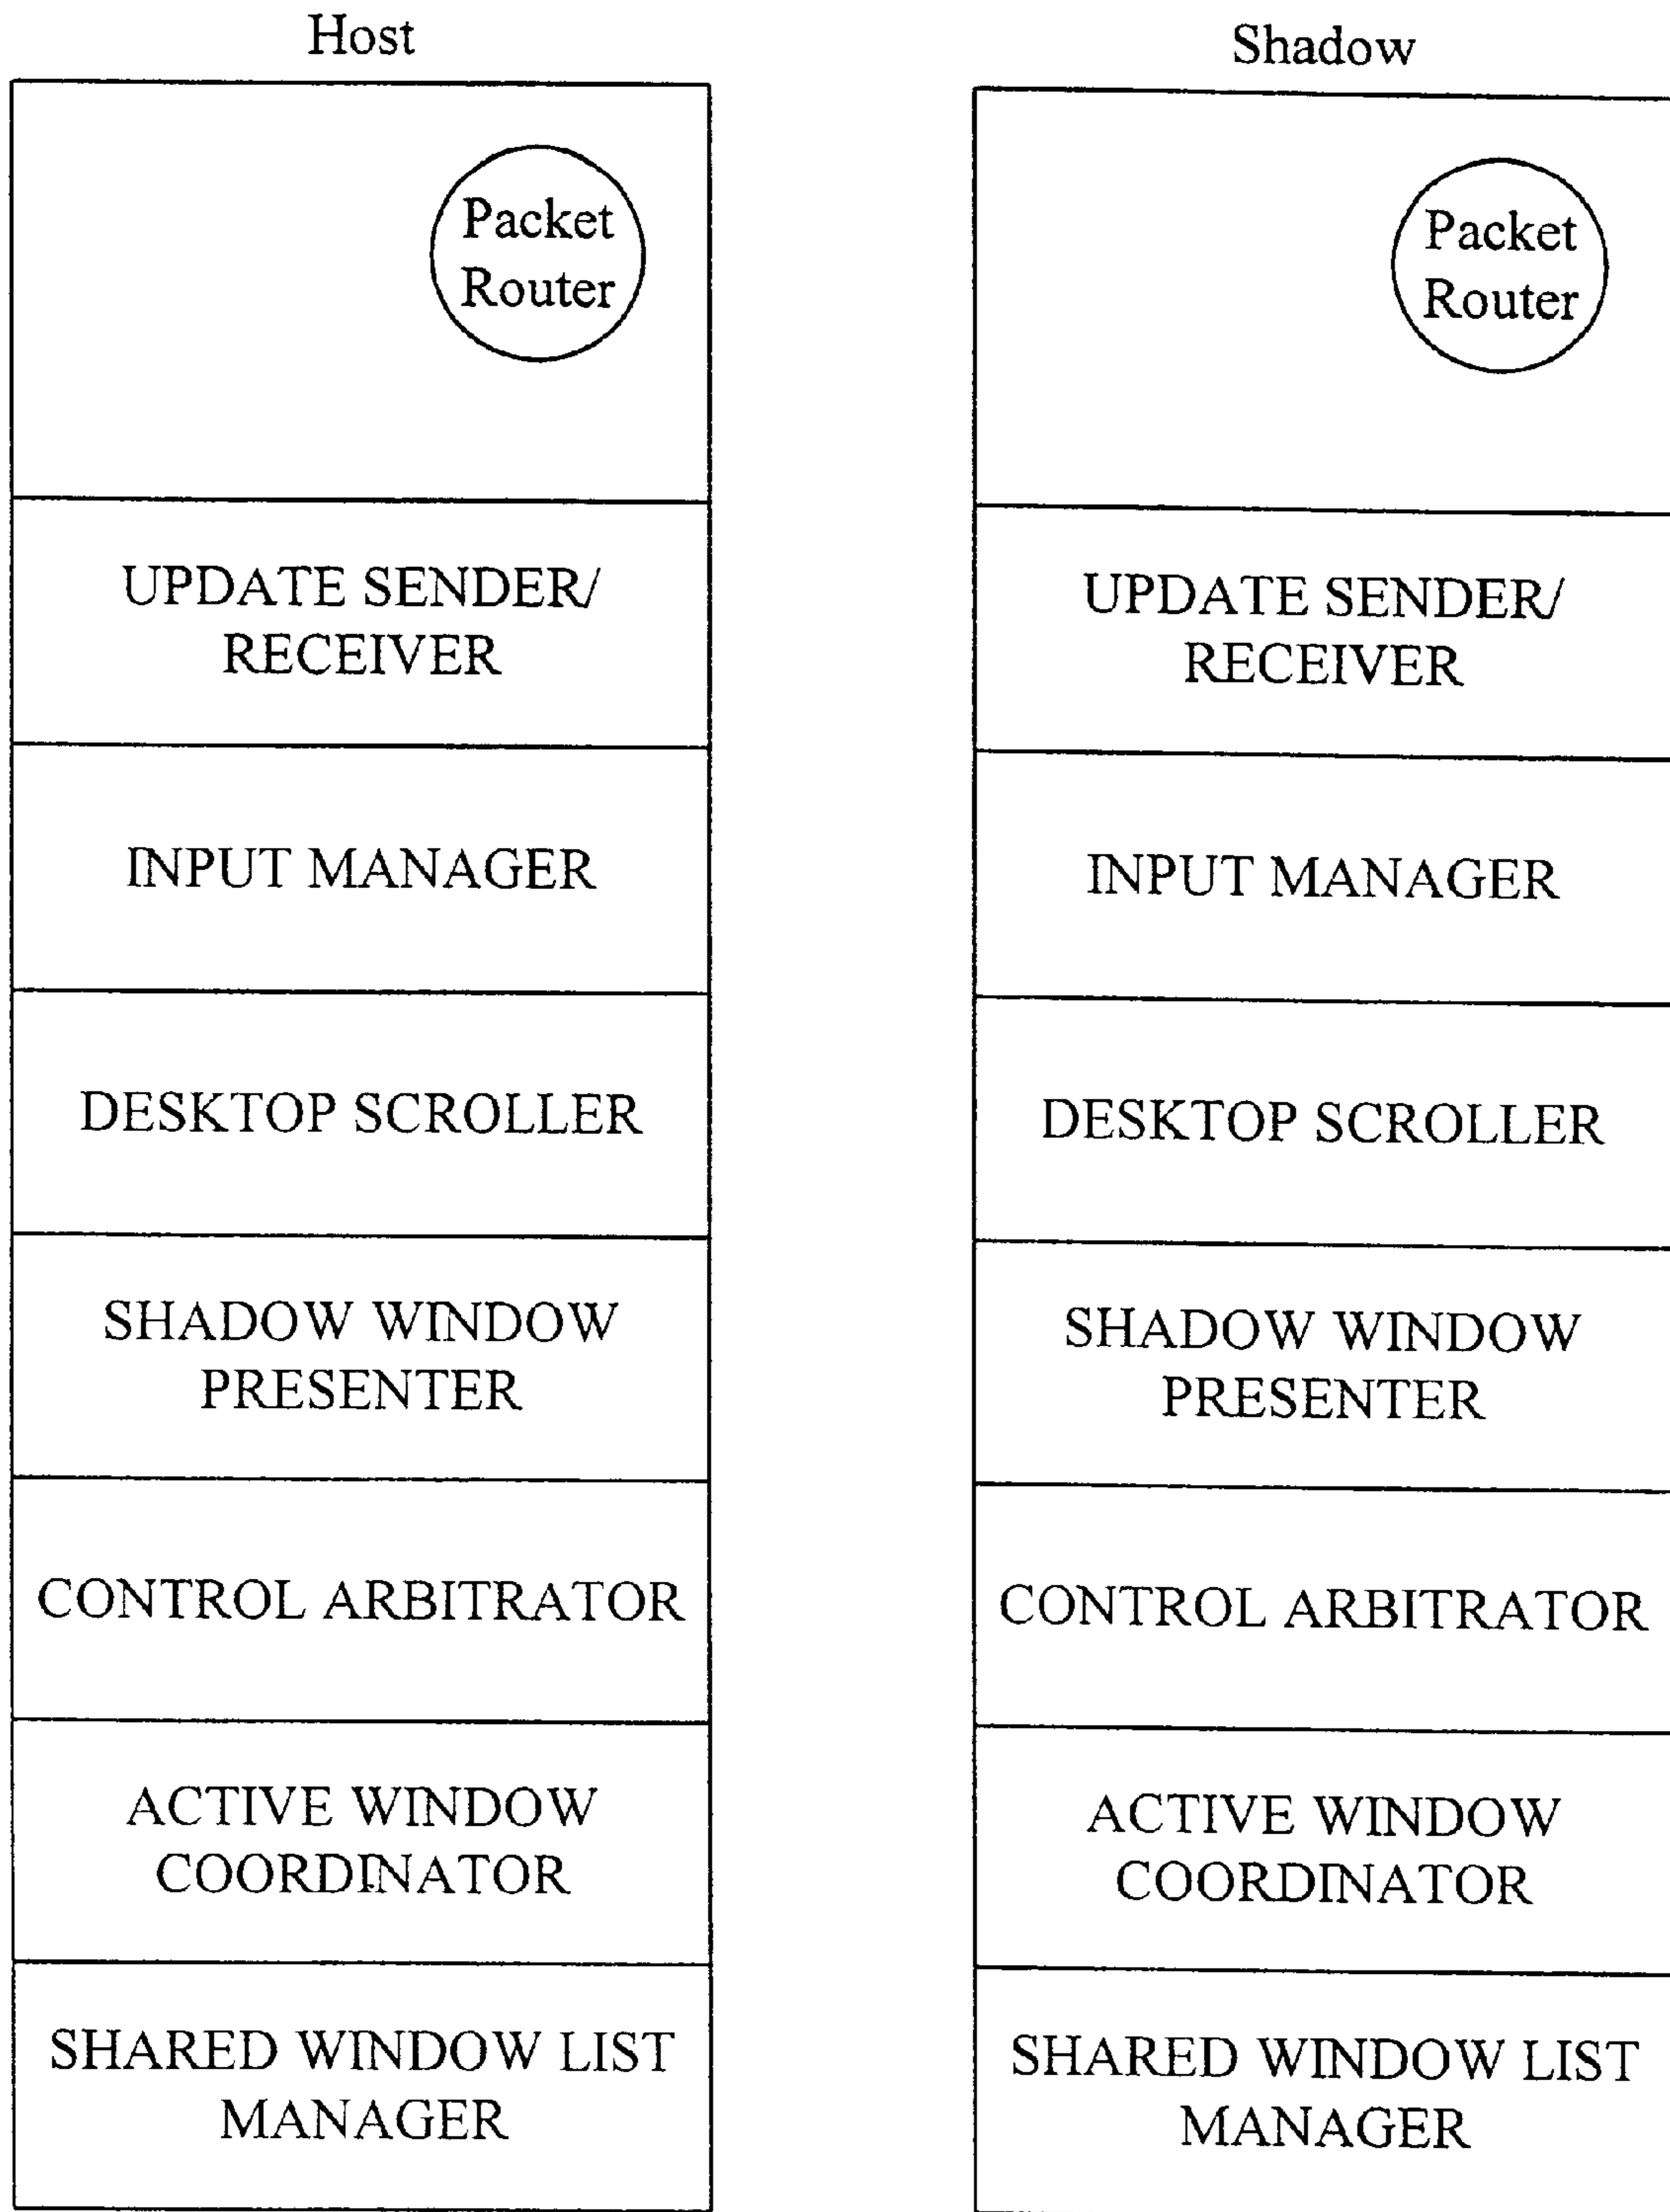 Host
Packet
Router
UPDATE SENDER/
RECEIVER
INPUT MANAGER
DESKTOP SCROLLER
SHADOW WINDOW
PRESENTER
CONTROL ARBITRATOR
ACTIVE WINDOW
COORDINATOR
SHARED WINDOW LIST
MANAGER
Shadow
Packet
Router
UPDATE SENDER/
RECEIVER
INPUT MANAGER
DESKTOP SCROLLER
SHADOW WINDOW
PRESENTER
CONTROL ARBITRATOR
ACTIVE WINDOW
COORDINATOR
SHARED WINDOW LIST
MANAGER